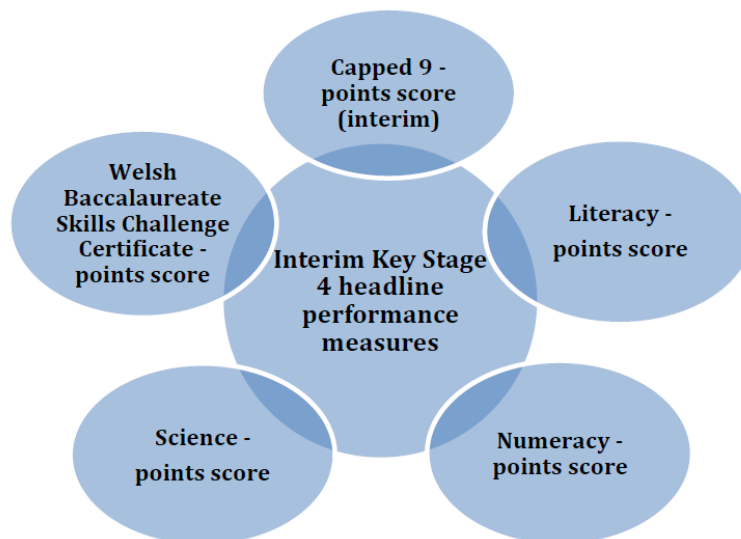 Capped 9 -
points score
(interim)
Welsh
Baccalaureate
Skills Challenge
Certificate -
points score
Literacy -
points score
Interim Key Stage
4 headline
performance
measures
Science -
points score
Numeracy -
points score